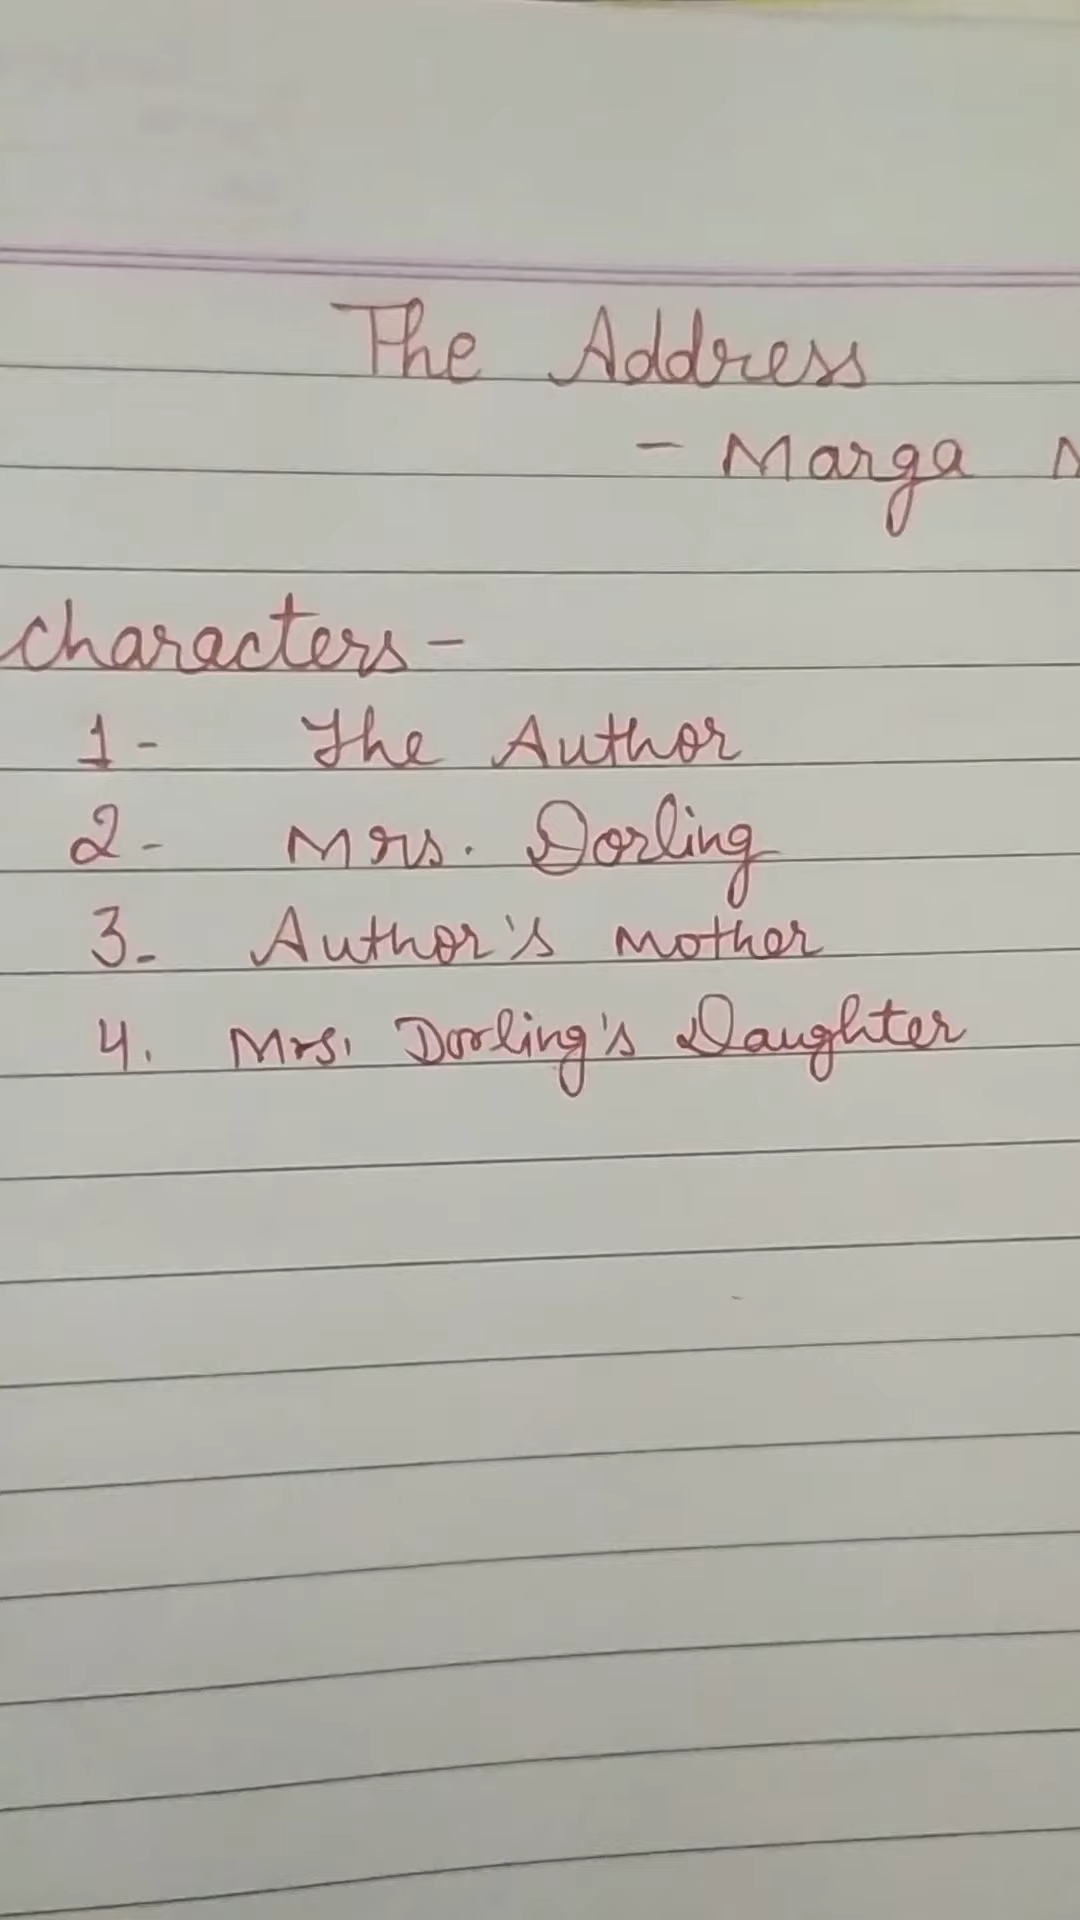 The Address
- Marga
characters -
1- The Author
2- Mrs. Dorling
3. Author's mother
4. Mrs. Dorling's Daughter